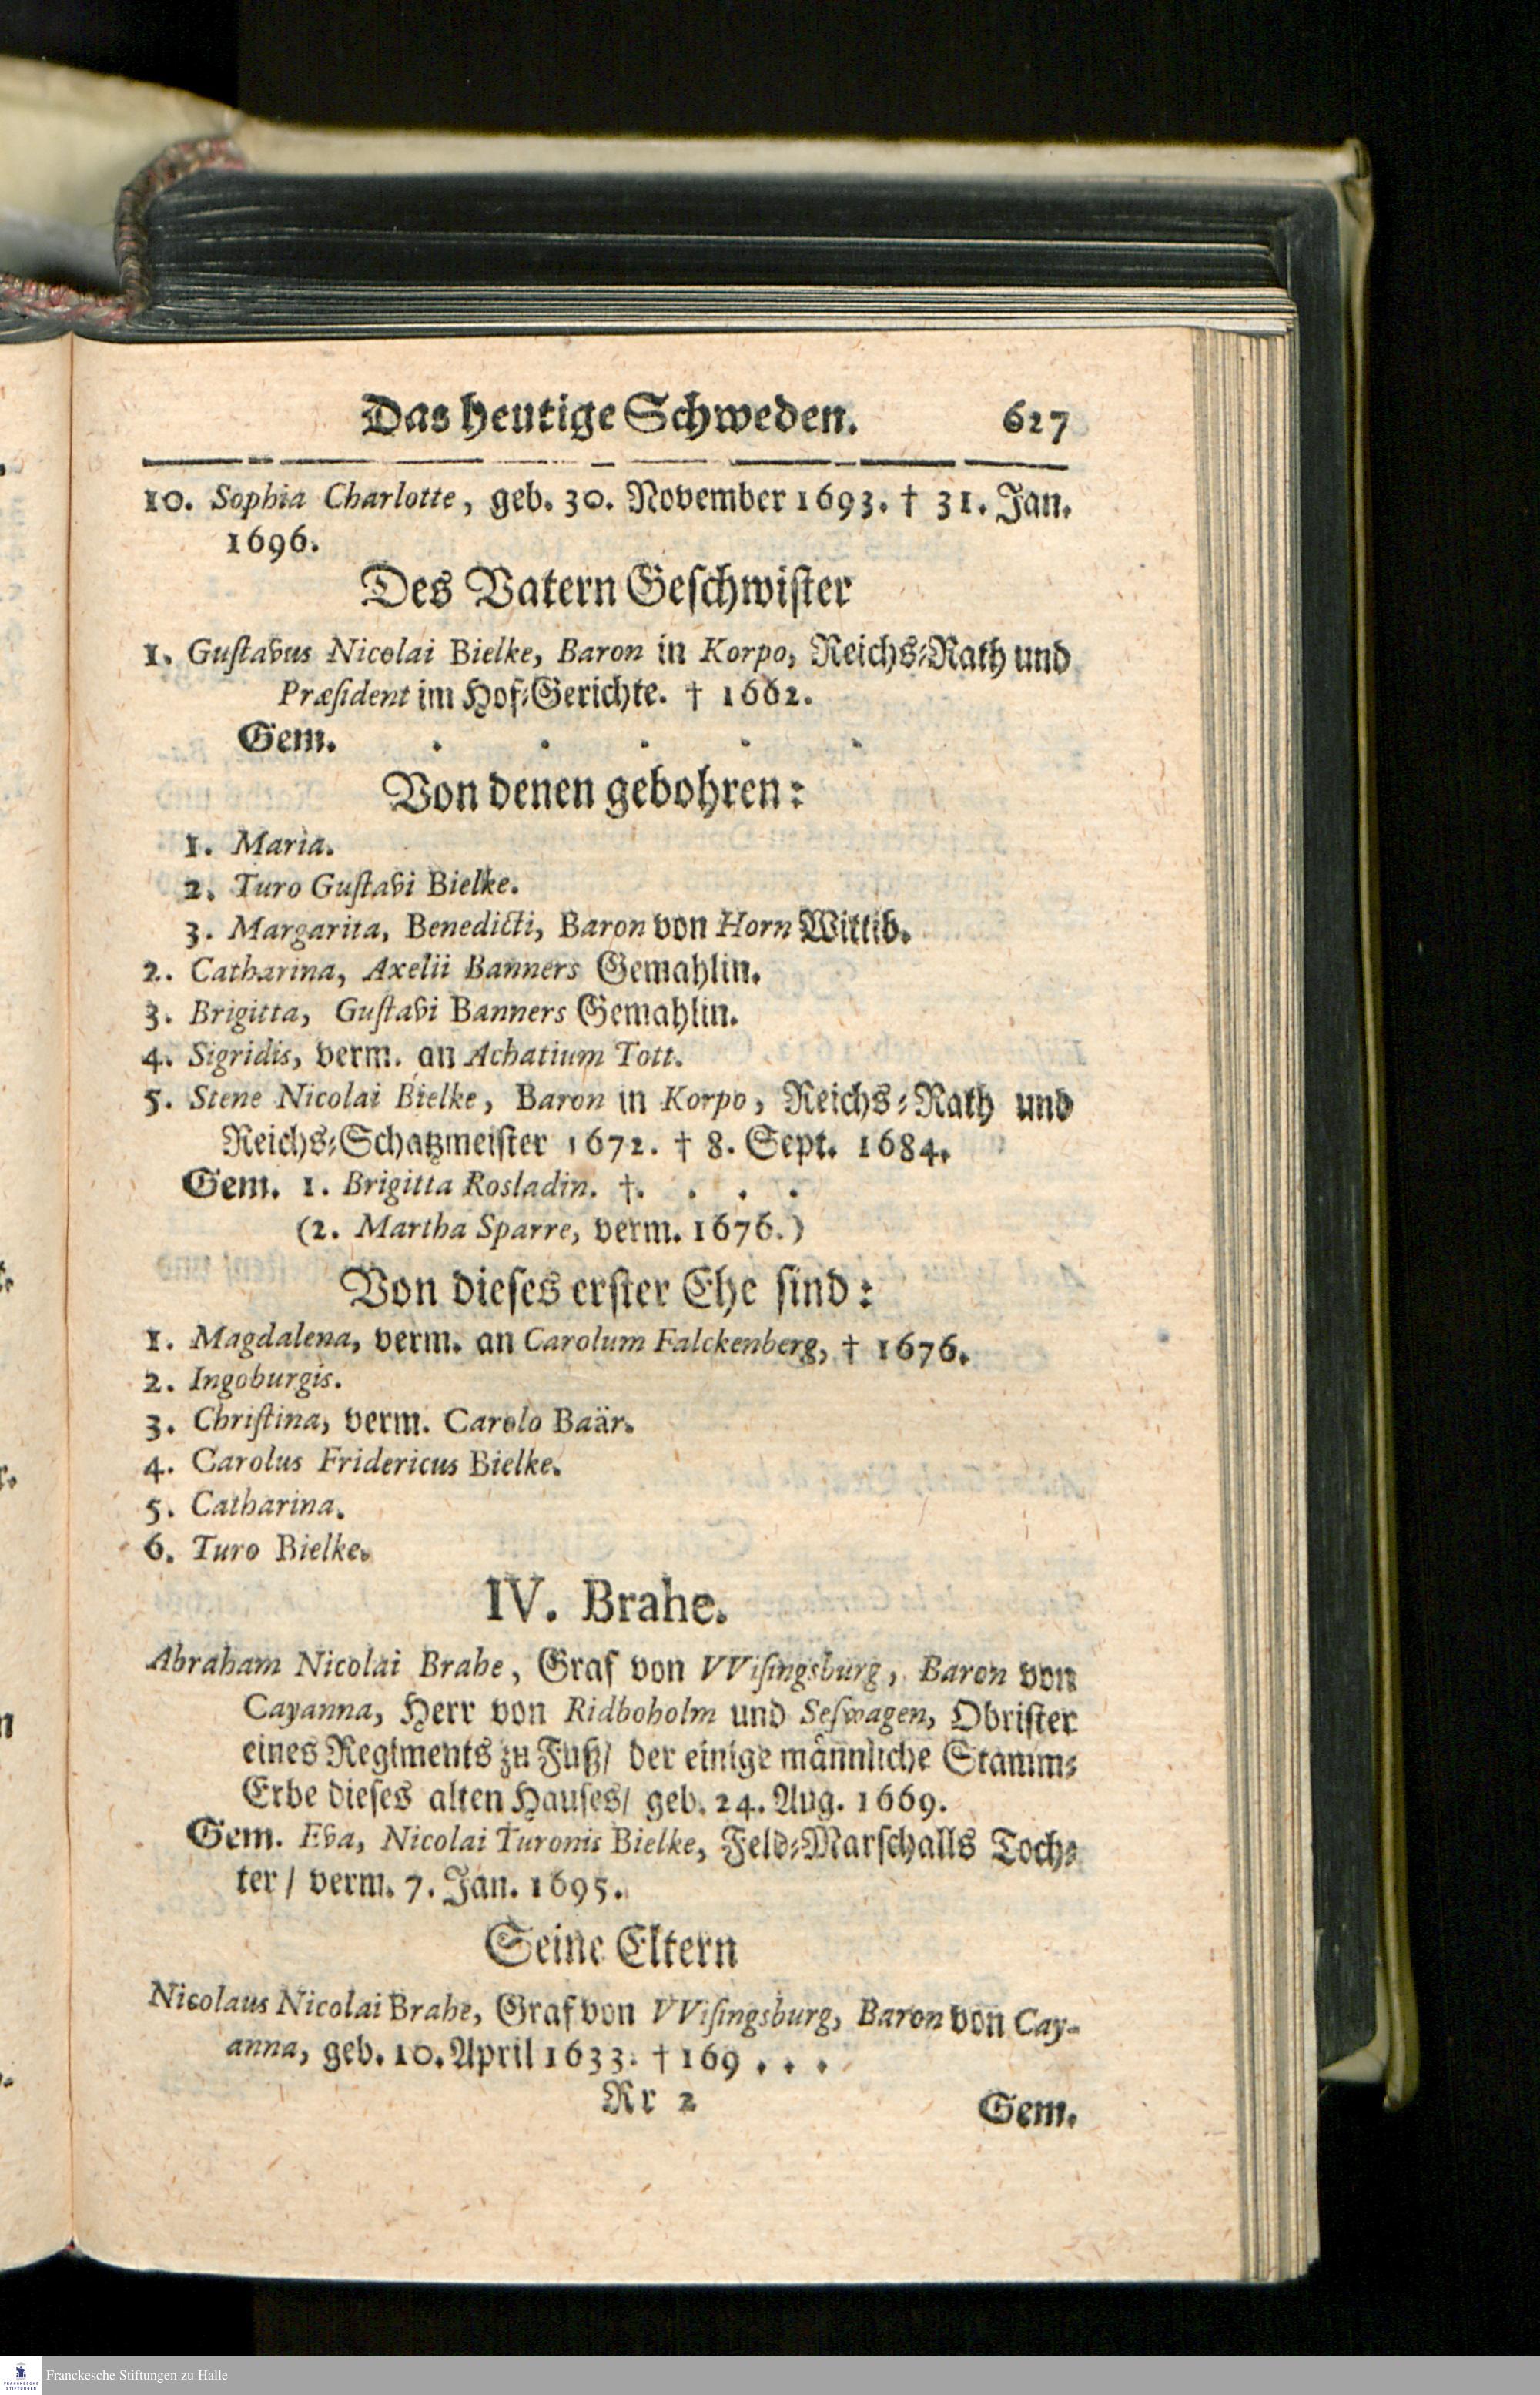 Das heutige Schweden. 627
10. Sophia Charlotte, geb. 30. November 1693. † 31. Jan.
1696.
Des Vatern Geſchwiſter
1. Guſtavus Nicolai Bielke, Baron in Korpo, Reichs-Rath und
Præſident im Hof-Gerichte. † 1662.
Gem. . . . . .
Von denen gebohren:
1. Maria.
2. Turo Guſtavi Bielke.
3. Margarita, Benedicti, Baron von Horn Wittib.
2. Catharina, Axelii Banners Gemahlin.
3. Brigitta, Guſtavi Banners Gemahlin.
4. Sigridis, verm. an Achatium Tott.
5. Stene Nicolai Bielke, Baron in Korpo, Reichs-Rath und
Reichs-Schatzmeiſter 1672. † 8. Sept. 1684.
Gem. 1. Brigitta Rosladin. †. . . .
(2. Martha Sparre, verm. 1676.)
Von dieſes erſter Ehe ſind:
1. Magdalena, verm. an Carolum Falckenberg, † 1676.
2. Ingoburgis.
3. Chriſtina, verm. Carolo Baär.
4. Carolus Fridericus Bielke.
5. Catharina.
6. Turo Bielke.
IV. Brahe.
Abraham Nicolai Brahe, Graf von VViſingsburg, Baron von
Cayanna, Herr von Ridboholm und Seſwagen, Obriſter
eines Regiments zu Fuß/ der einige männliche Stamm-
Erbe dieſes alten Hauſes/ geb. 24. Aug. 1669.
Gem. Eva, Nicolai Turonis Bielke, Feld-Marſchalls Toch-
ter / verm. 7. Jan. 1695.
Seine Eltern
Nicolaus Nicolai Brahe, Graf von VViſingsburg, Baron von Cay-
anna, geb. 10. April 1633. † 169 . . .
Rr 2 Gem.
Franckesche Stiftungen zu Halle